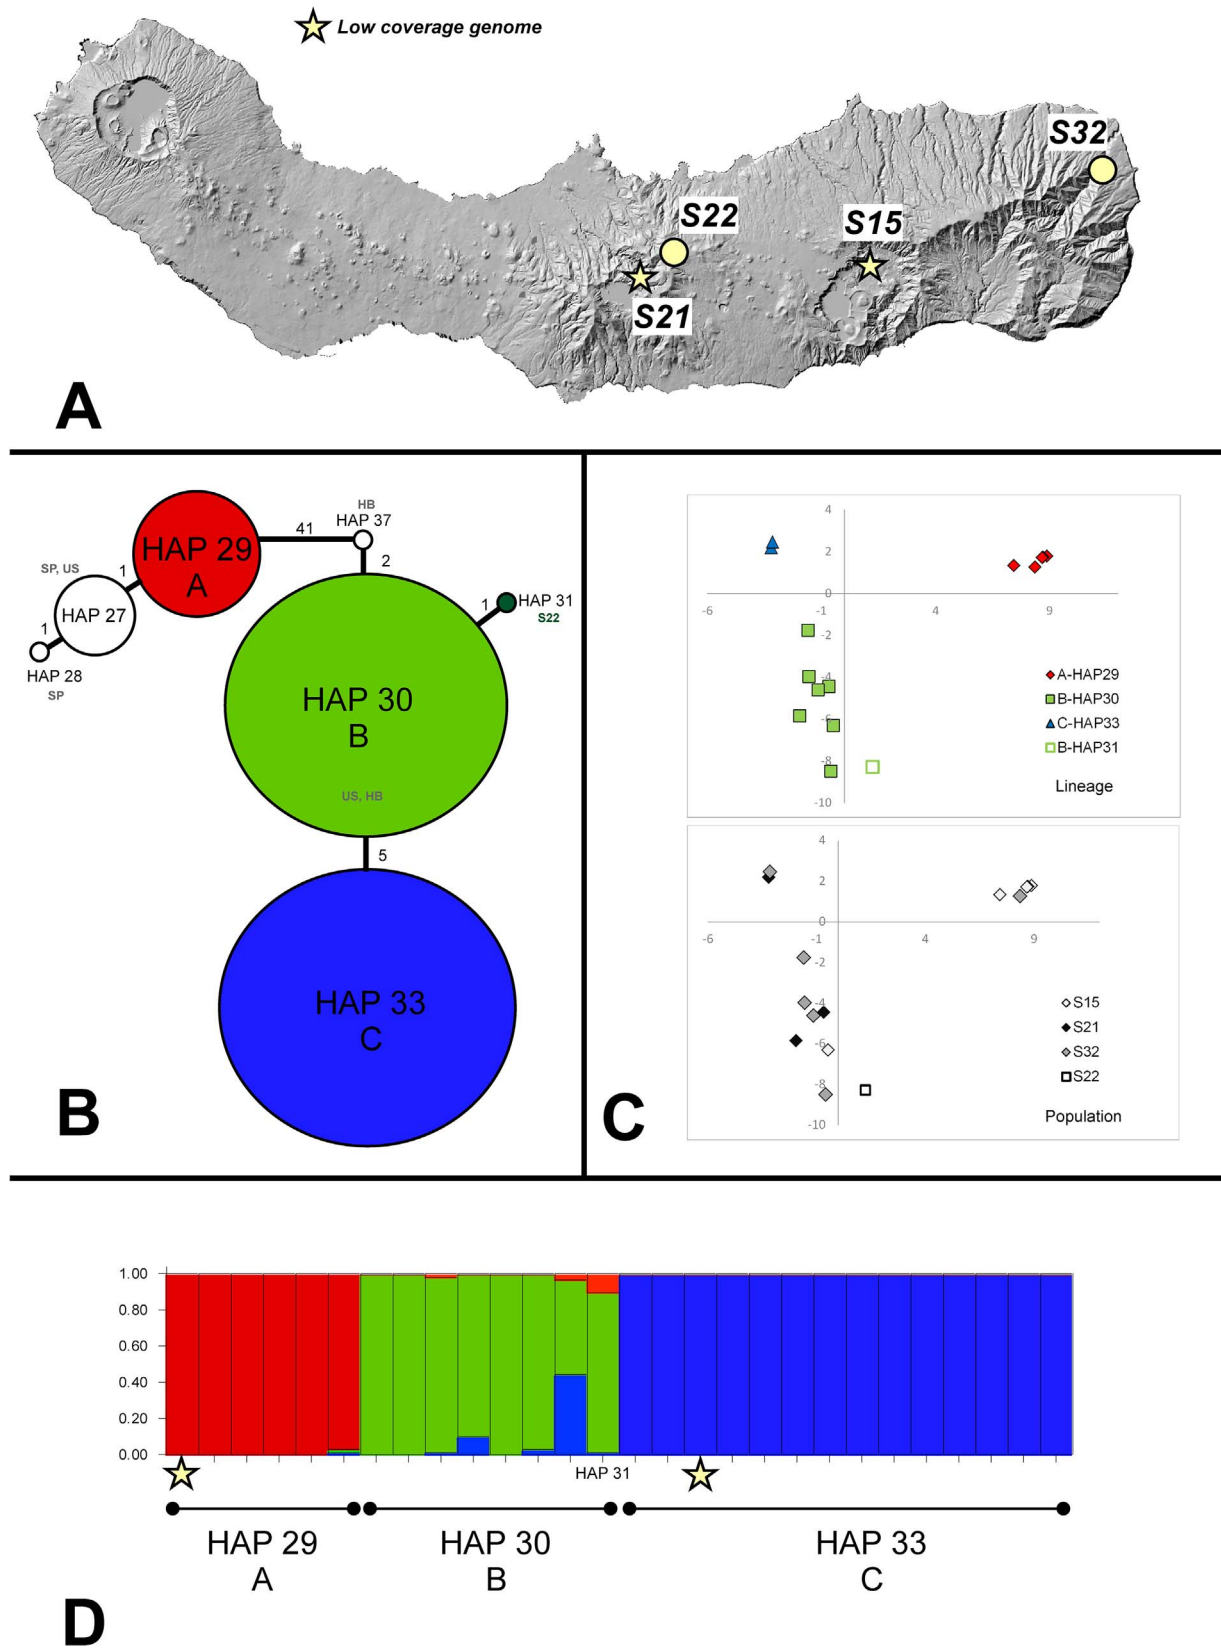 Low coverage genome
S32
S22
S15
S21
A
HB
HAP 37
41
HAP 29
A
2
SP, US
1
HAP 27
1
HAP 31
S22
1
HAP 28
SP
HAP 30
B
US, HB
5
HAP 33
C
B
4
2
0
-6
-1
4
9
-2
-4
-6
-8
-10
A-HAP29
B-HAP30
C-HAP33
B-HAP31
Lineage
4
2
0
-6
-1
4
9
-2
-4
-6
-8
-10
S15
S21
S32
S22
Population
C
1.00
0.80
0.60
0.40
0.20
0.00
HAP 31
HAP 29
A
HAP 30
B
HAP 33
C
D